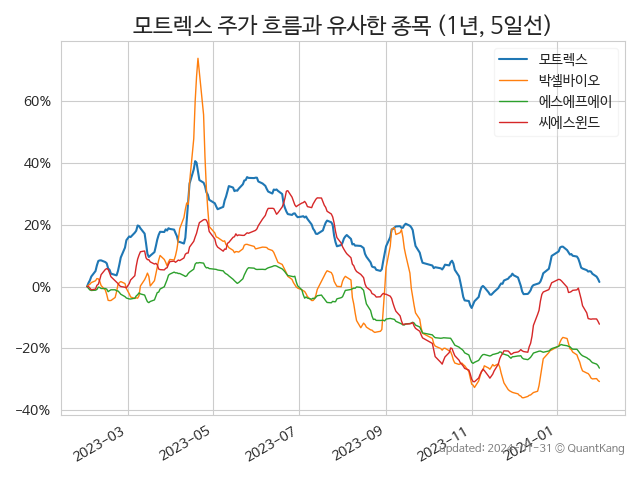 모트렉스 주가 흐름과 유사한 종목 (1년, 5일선)
모트렉스
박셀바이오
에스에프에이
씨에스윈드
60%
40%
20%
0%
−20%
−40%
2023-03
2023-05
2023-07
2023-09
2023-11
2024-01
updated: 2024-01-31 © QuantKang